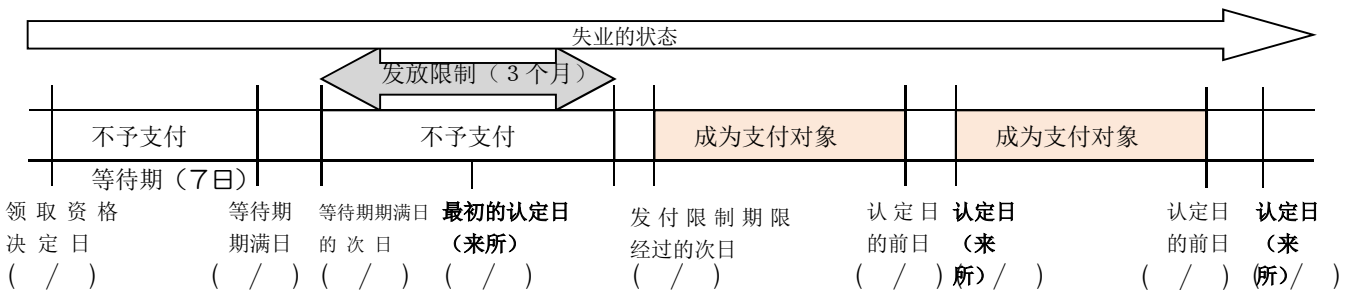 失业的状态
发放限制（３个月）
不予支付 不予支付 成为支付对象 成为支付对象
等待期（7日）
领取资格 等待期 等待期期满日 最初的认定日 发付限制期限 认定日 认定日 认定日 认定日
决定日 期满日 的次日 （来所） 经过的次日 的前日 （来 的前日 （来
( / ) ( / ) ( / ) ( / ) ( / ) ( / ) 所）( / ) ( / ) 所）( / )